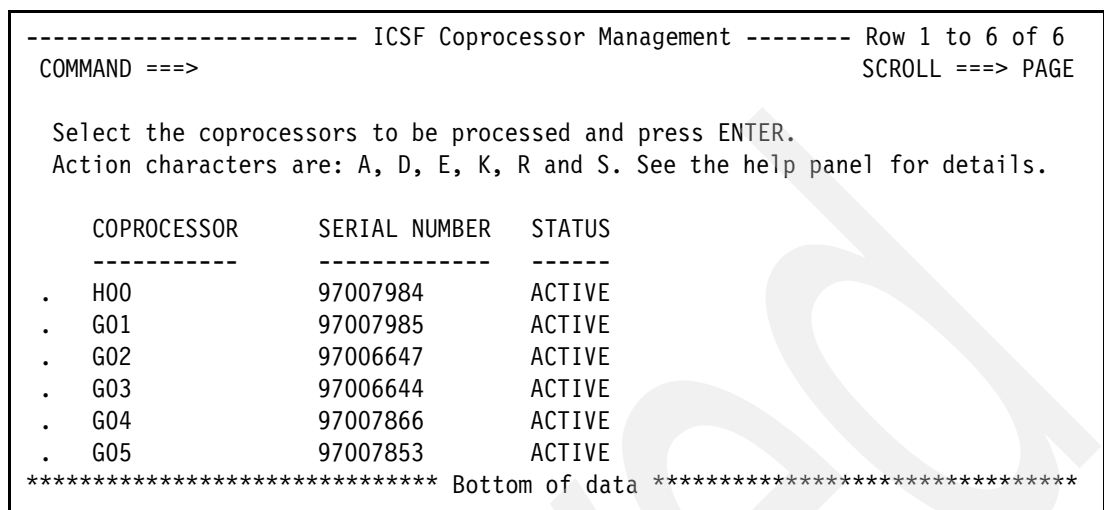 ------------------------- ICSF Coprocessor Management -------- Row 1 to 6 of 6
COMMAND ===> SCROLL ===> PAGE
Select the coprocessors to be processed and press ENTER.
Action characters are: A, D, E, K, R and S. See the help panel for details.
COPROCESSOR SERIAL NUMBER STATUS
----------- ------------- ------
. H00 97007984 ACTIVE
. G01 97007985 ACTIVE
. G02 97006647 ACTIVE
. G03 97006644 ACTIVE
. G04 97007866 ACTIVE
. G05 97007853 ACTIVE
******************************* Bottom of data ********************************